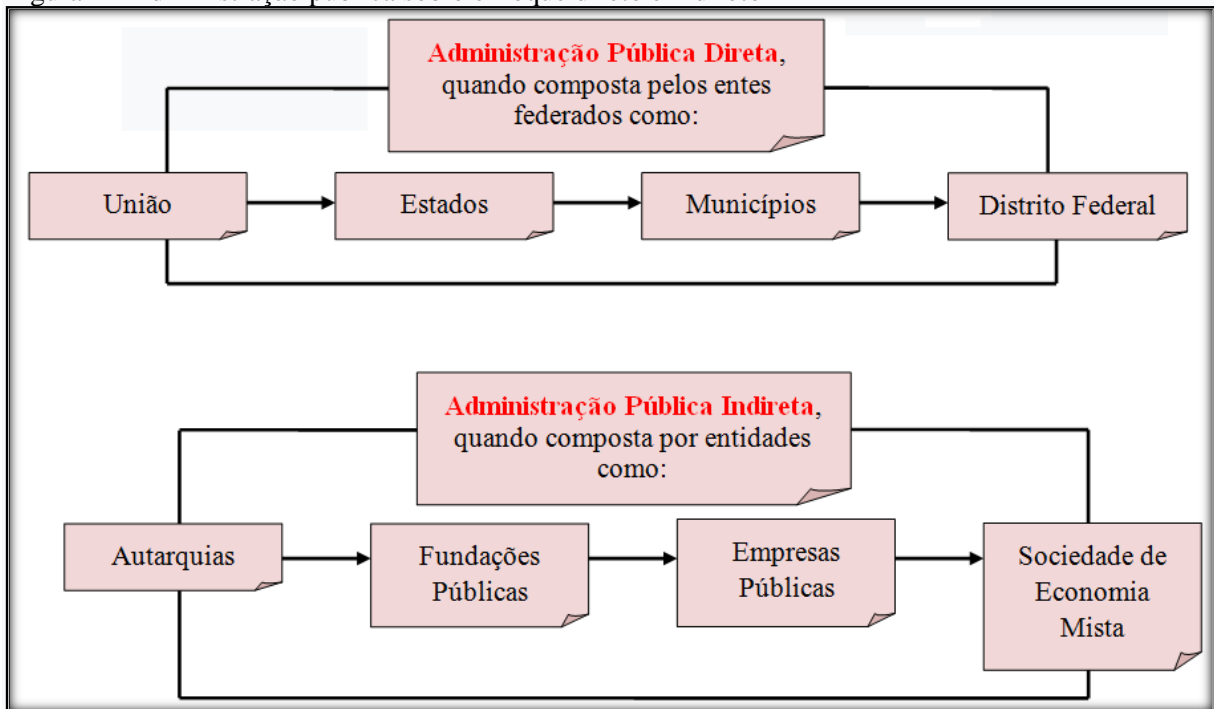 Administração Pública Direta,
quando composta pelos entes
federados como:
União
Estados
Municípios
Distrito Federal
Administração Pública Indireta,
quando composta por entidades
como:
Autarquias
Fundações
Públicas
Empresas
Públicas
Sociedade de
Economia
Mista